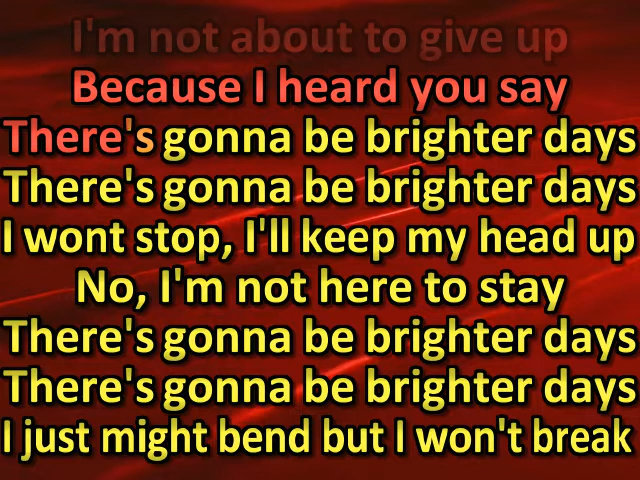 I'm not about to give up
Because I heard you say
There's gonna be brighter days
There's gonna be brighter days
I wont stop, I'll keep my head up
No, I'm not here to stay
There's gonna be brighter days
There's gonna be brighter days
I just might bend but I won't break